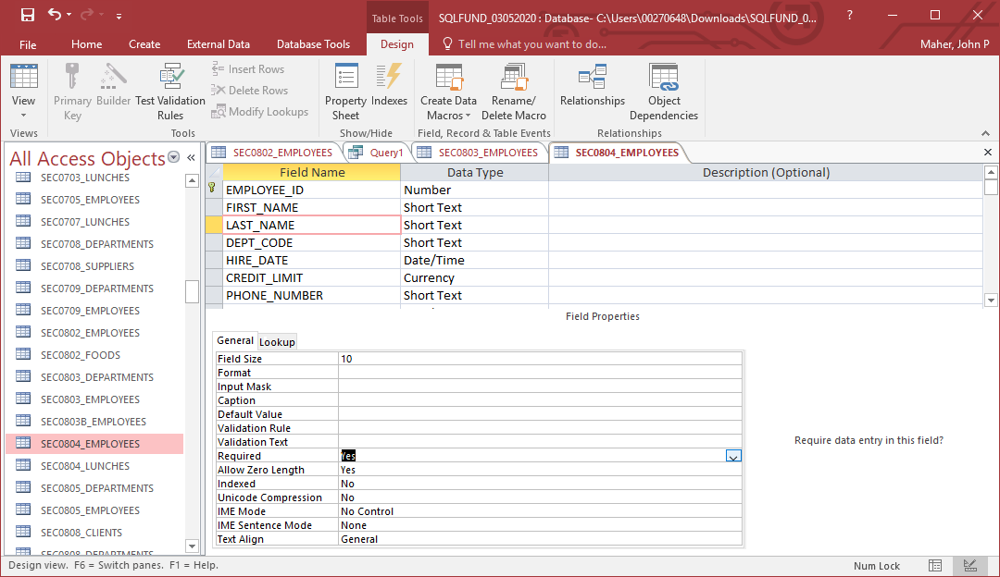 Table Tools
SQLFUND_03052020 : Database- C:\Users\00270648\Downloads\SQLFUND_0...
?
File Home Create External Data Database Tools Design Tell me what you want to do... Maher, John P
View
Primary Key
Builder
Test Validation Rules
Insert Rows
Delete Rows
Modify Lookups
Property Sheet
Indexes
Create Data Macros
Rename/ Delete Macro
Relationships
Object Dependencies
Views Tools Show/Hide Field, Record & Table Events Relationships
All Access Objects
SEC0703_LUNCHES
SEC0705_EMPLOYEES
SEC0707_LUNCHES
SEC0708_DEPARTMENTS
SEC0708_SUPPLIERS
SEC0709_DEPARTMENTS
SEC0709_EMPLOYEES
SEC0802_EMPLOYEES
SEC0802_FOODS
SEC0803_DEPARTMENTS
SEC0803_EMPLOYEES
SEC0803B_EMPLOYEES
SEC0804_EMPLOYEES
SEC0804_LUNCHES
SEC0805_DEPARTMENTS
SEC0805_EMPLOYEES
SEC0808_CLIENTS
SEC0808_DEPARTMENTS
SEC0802_EMPLOYEES Query1 SEC0803_EMPLOYEES SEC0804_EMPLOYEES
Field Name Data Type Description (Optional)
EMPLOYEE_ID Number
FIRST_NAME Short Text
LAST_NAME Short Text
DEPT_CODE Short Text
HIRE_DATE Date/Time
CREDIT_LIMIT Currency
PHONE_NUMBER Short Text
Field Properties
General Lookup
Field Size 10
Format
Input Mask
Caption
Default Value
Validation Rule
Validation Text
Required Yes
Allow Zero Length Yes
Indexed No
Unicode Compression No
IME Mode No Control
IME Sentence Mode None
Text Align General
Require data entry in this field?
Design view. F6 = Switch panes. F1 = Help.
Num Lock